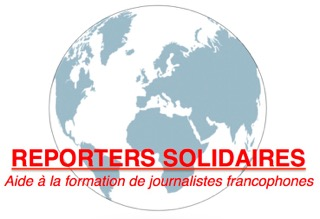 REPORTERS SOLIDAIRES
Aide à la formation de journalistes francophones